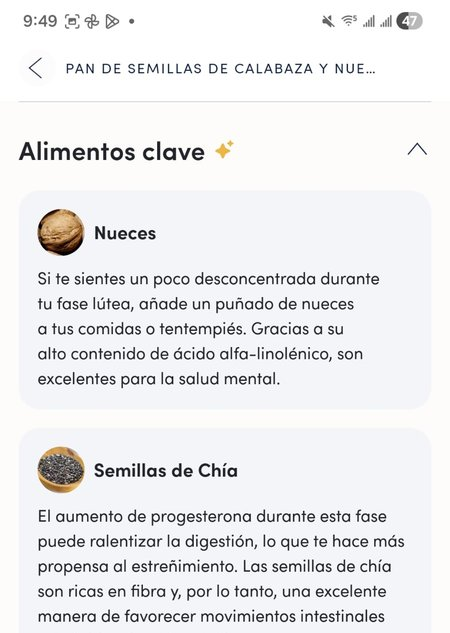 9:49
47
PAN DE SEMILLAS DE CALABAZA Y NUE...
Alimentos clave
Nueces
Si te sientes un poco desconcentrada durante
tu fase lútea, añade un puñado de nueces
a tus comidas o tentempiés. Gracias a su
alto contenido de ácido alfa-linolénico, son
excelentes para la salud mental.
Semillas de Chía
El aumento de progesterona durante esta fase
puede ralentizar la digestión, lo que te hace más
propensa al estreñimiento. Las semillas de chía
son ricas en fibra y, por lo tanto, una excelente
manera de favorecer movimientos intestinales